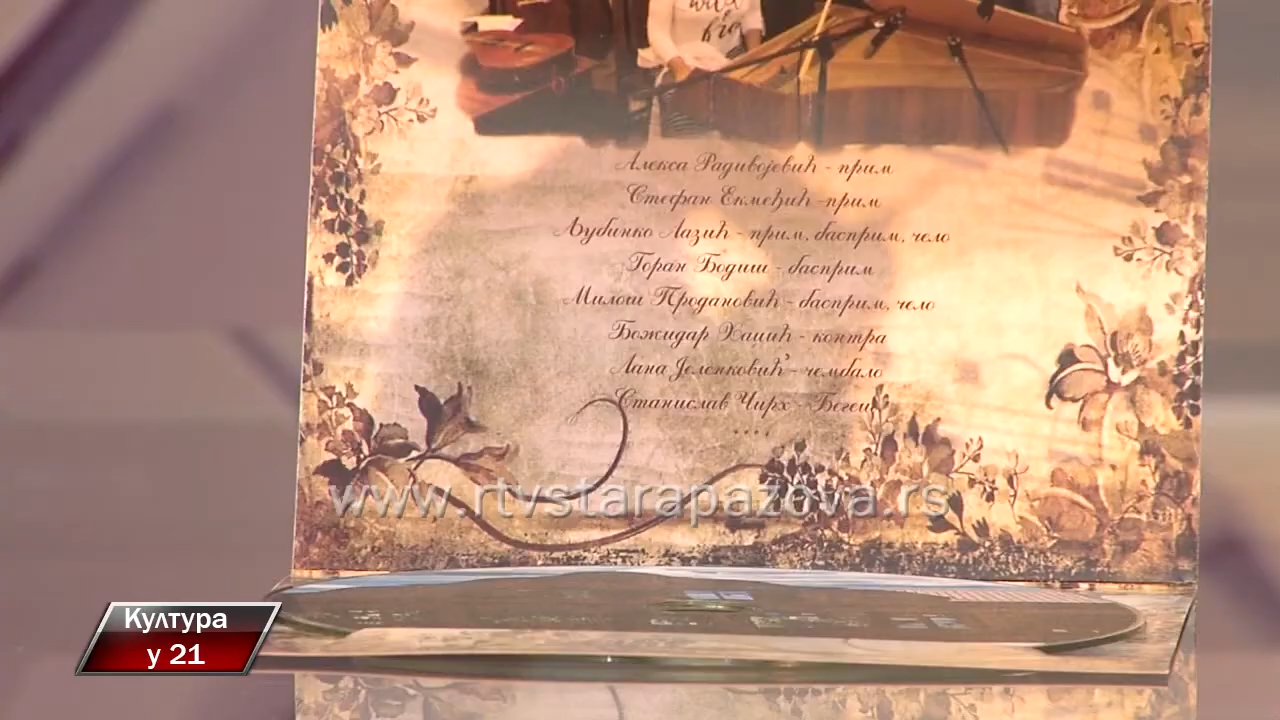 Алекса Радивојевић - прим
Стефан Екмеђић -прим
Љубинко Лазић - прим, басприм, чело
Горан Бодиш - басприм
Милош Продановић - басприм, чело
Божидар Хаџић - контра
Лана Јеленковић - чембало
Станислав Чирх - Бегеш
....
www.rtvstarapazova.rs
Култура
у 21